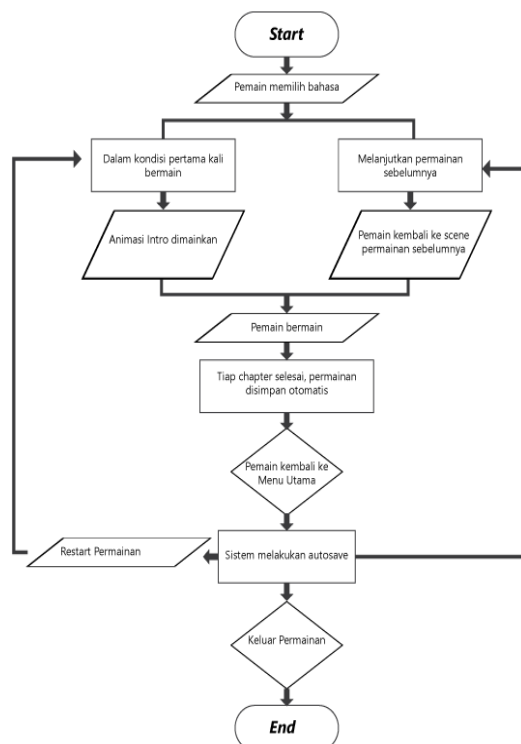 Start
Pemain memilih bahasa
Dalam kondisi pertama kali
bermain
Melanjutkan permainan
sebelumnya
Animasi Intro dimainkan
Pemain kembali ke scene
permainan sebelumnya
Pemain bermain
Tiap chapter selesai, permainan
disimpan otomatis
Pemain kembali ke
Menu Utama
Restart Permainan
Sistem melakukan autosave
Keluar Permainan
End